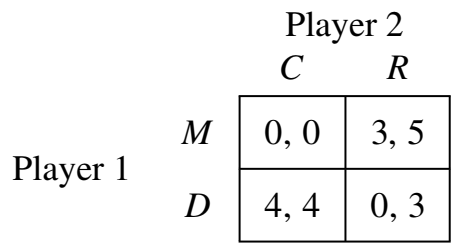 Player 2
C R
M 0, 0 3, 5
Player 1
D 4, 4 0, 3